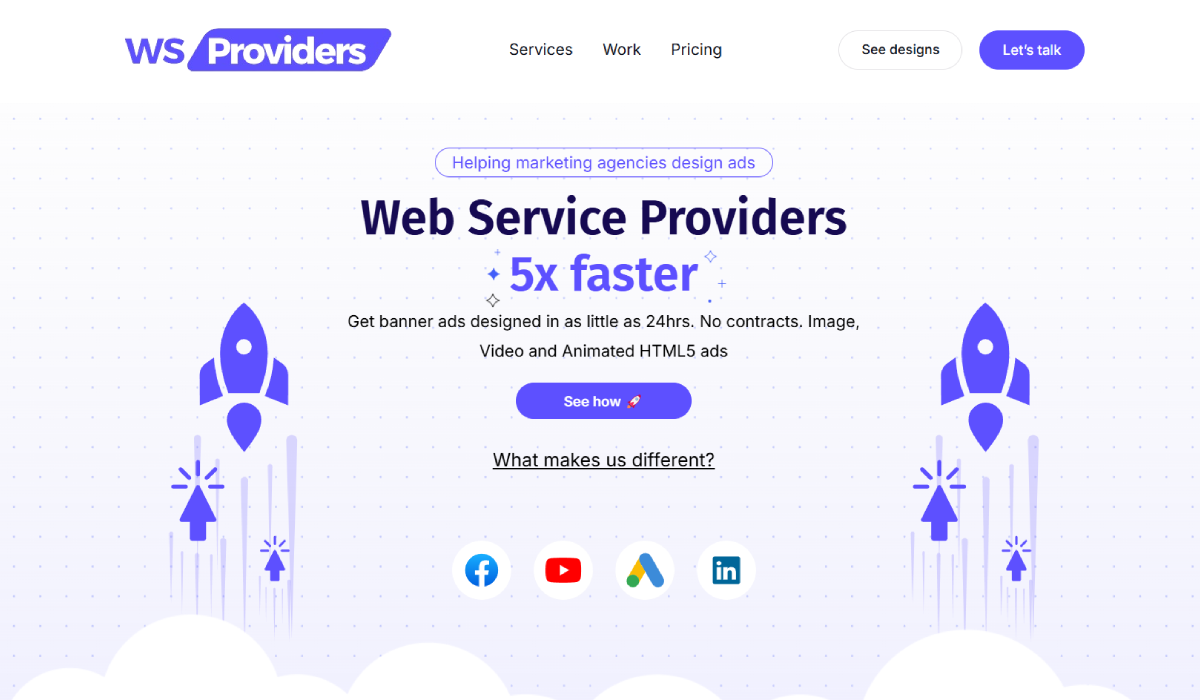 WS Providers
Services
Work
Pricing
See designs
Let's talk
Helping marketing agencies design ads
Web Service Providers
5x faster
Get banner ads designed in as little as 24hrs. No contracts. Image,
Video and Animated HTML5 ads
See how 🚀
What makes us different?
in